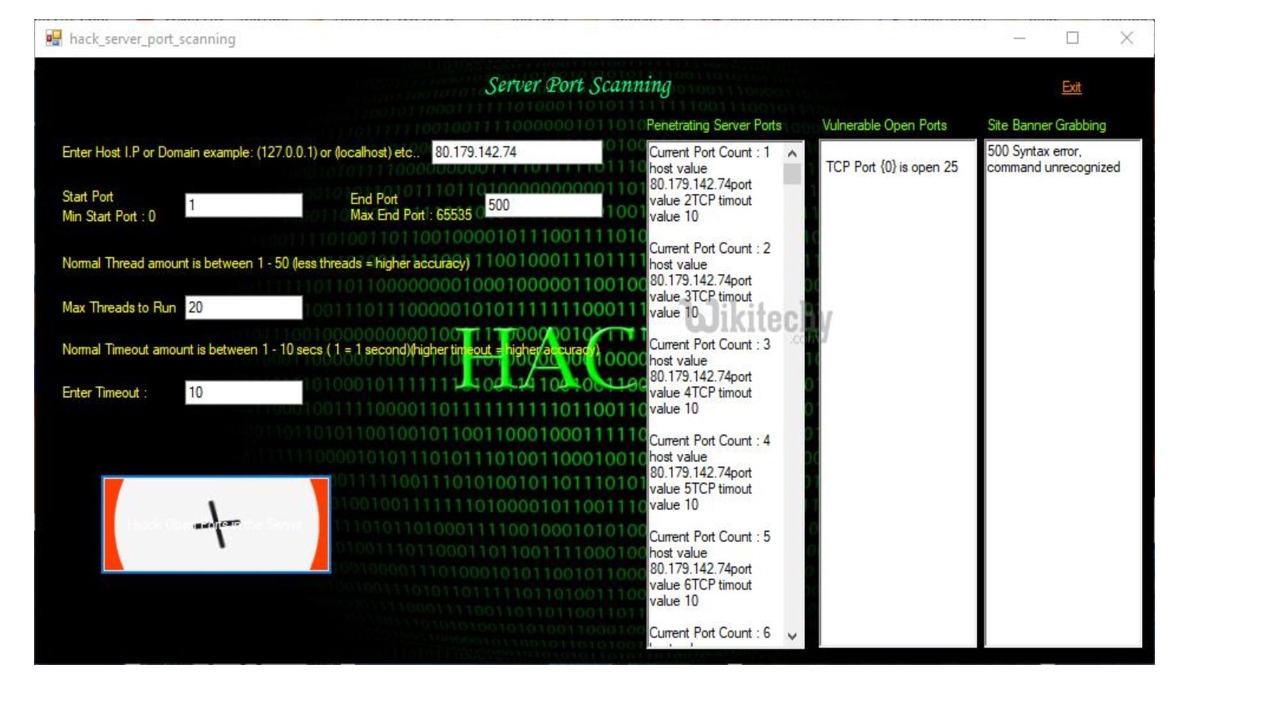 hack_server_port_scanning
Server Port Scanning
Exit
Penetrating Server Ports
Vulnerable Open Ports
Site Banner Grabbing
Enter Host I.P or Domain example: (127.0.0.1) or (localhost) etc..
80.179.142.74
Start Port
Min Start Port : 0
1
End Port
Max End Port : 65535
500
Normal Thread amount is between 1 - 50 (less threads = higher accuracy)
Max Threads to Run
20
Normal Timeout amount is between 1 - 10 secs ( 1 = 1 second)(higher timeout = higher accuracy)
Enter Timeout :
10
HAC
Open Ports in the Server
Current Port Count : 1
host value
80.179.142.74port
value 2TCP timout
value 10
Current Port Count : 2
host value
80.179.142.74port
value 3TCP timout
value 10
Current Port Count : 3
host value
80.179.142.74port
value 4TCP timout
value 10
Current Port Count : 4
host value
80.179.142.74port
value 5TCP timout
value 10
Current Port Count : 5
host value
80.179.142.74port
value 6TCP timout
value 10
Current Port Count : 6
TCP Port {0} is open 25
500 Syntax error,
command unrecognized
Wikitechy
.com